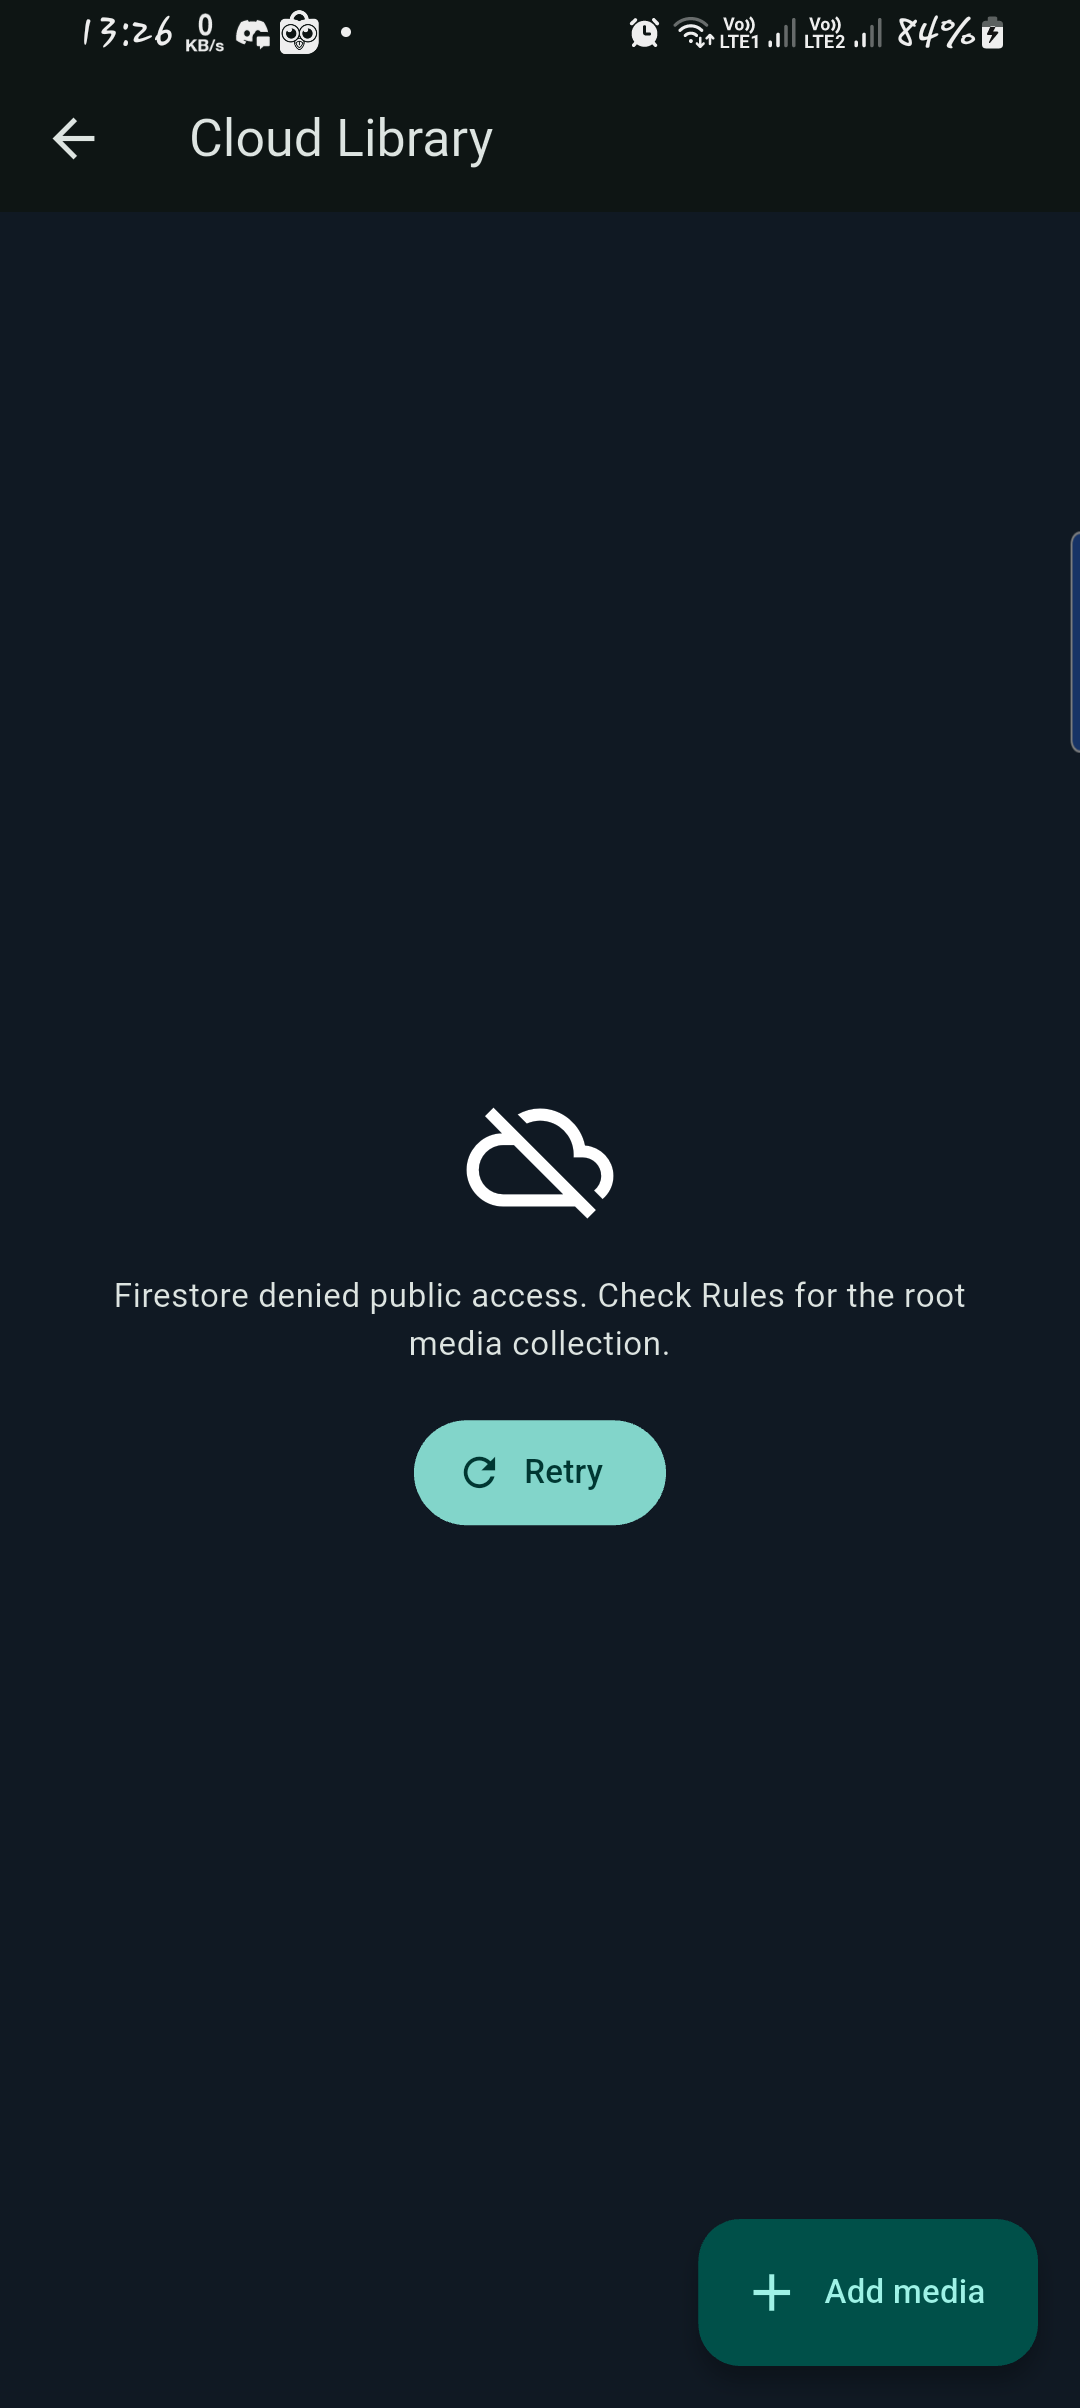 13:26 0 KB/s Vo)) LTE1 Vo)) LTE2 84%
Cloud Library
Firestore denied public access. Check Rules for the root
media collection.
Retry
Add media